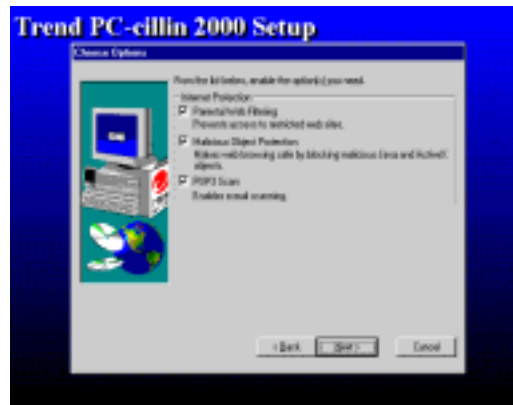 Trend PC-cillin 2000 Setup
Choose Options
From the list below, enable the option(s) you need.
Internet Protection
Parental Web Filtering
Prevents access to restricted web sites.
Malicious Object Protection
Makes web browsing safe by blocking malicious Java and ActiveX
objects.
POP3 Scan
Enables e-mail scanning.
< Back
Next >
Cancel